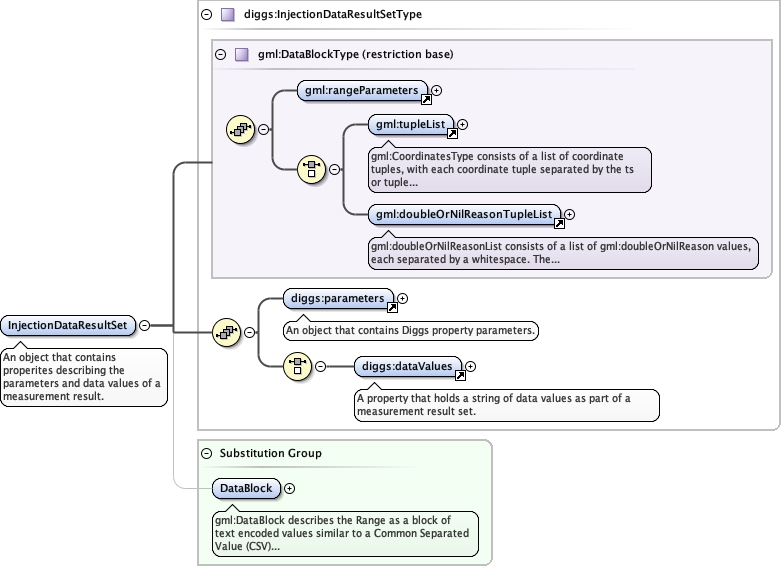 diggs:InjectionDataResultSetType
gml:DataBlockType (restriction base)
gml:rangeParameters
gml:tupleList
gml:CoordinatesType consists of a list of coordinate
tuples, with each coordinate tuple separated by the ts
or tuple...
gml:doubleOrNilReasonTupleList
gml:doubleOrNilReasonList consists of a list of gml:doubleOrNilReason values,
each separated by a whitespace. The...
diggs:parameters
An object that contains Diggs property parameters.
InjectionDataResultSet
An object that contains
properites describing the
parameters and data values of a
measurement result.
diggs:dataValues
A property that holds a string of data values as part of a
measurement result set.
Substitution Group
DataBlock
gml:DataBlock describes the Range as a block of
text encoded values similar to a Common Separated
Value (CSV)...